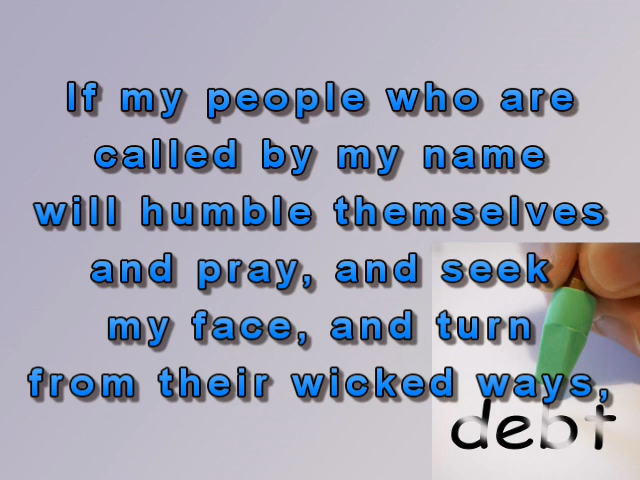 If my people who are
called by my name
will humble themselves
and pray, and seek
my face, and turn
from their wicked ways,
debt